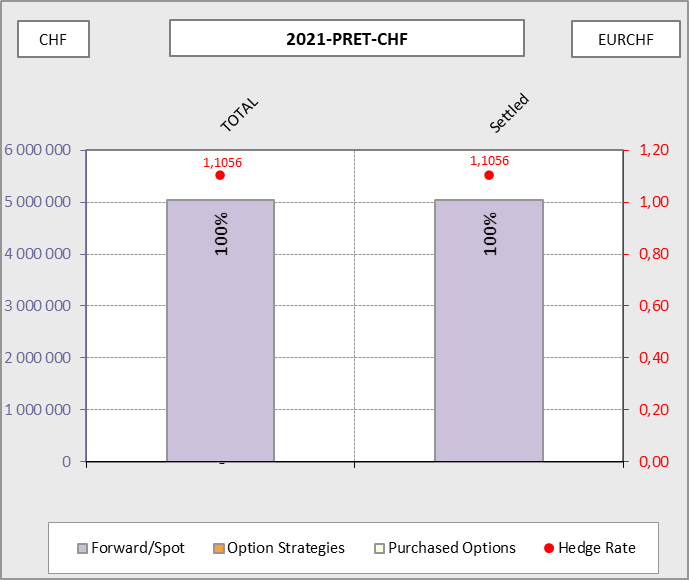 CHF
2021-PRET-CHF
EURCHF
TOTAL
Settled
6 000 000
5 000 000
4 000 000
3 000 000
2 000 000
1 000 000
0
1,1056
1,1056
100%
100%
-
1,20
1,00
0,80
0,60
0,40
0,20
0,00
Forward/Spot
Option Strategies
Purchased Options
Hedge Rate